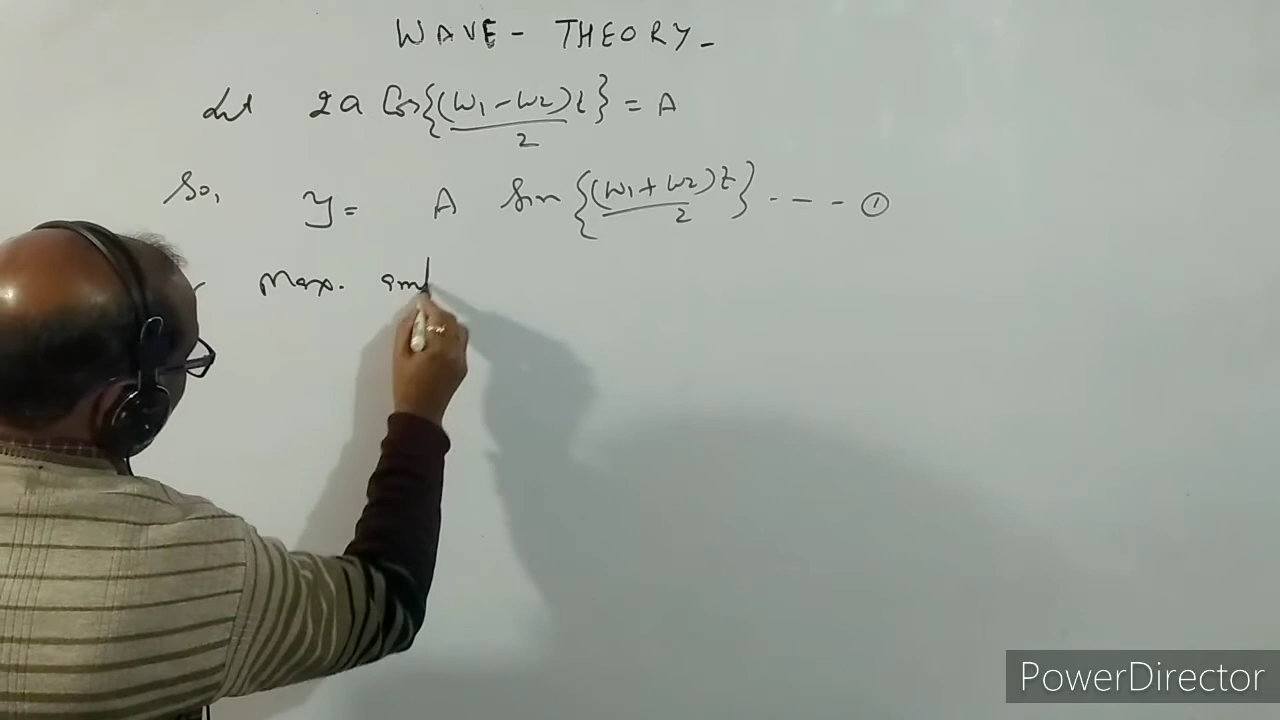 WAVE - THEORY -
Let 2a Cos{(ω1-ω2)t/2} = A
So, y = A Sin{(ω1+ω2)t/2} ---- ①
Max. am
PowerDirector